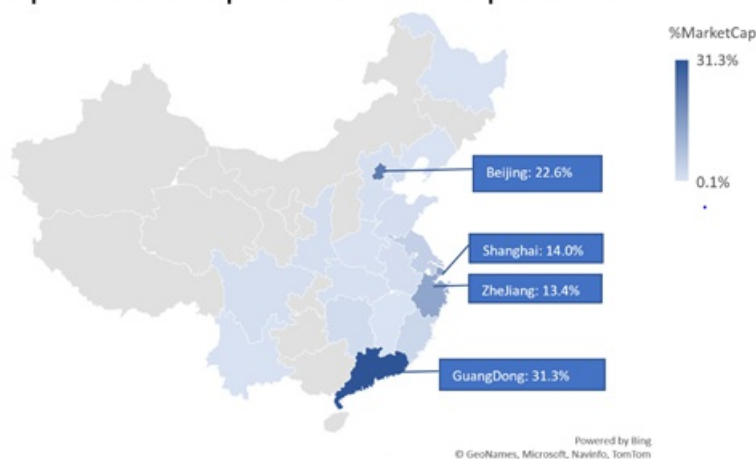 %MarketCap
31.3%
0.1%
Beijing: 22.6%
Shanghai: 14.0%
ZheJiang: 13.4%
GuangDong: 31.3%
Powered by Bing
© GeoNames, Microsoft, Navinfo, TomTom